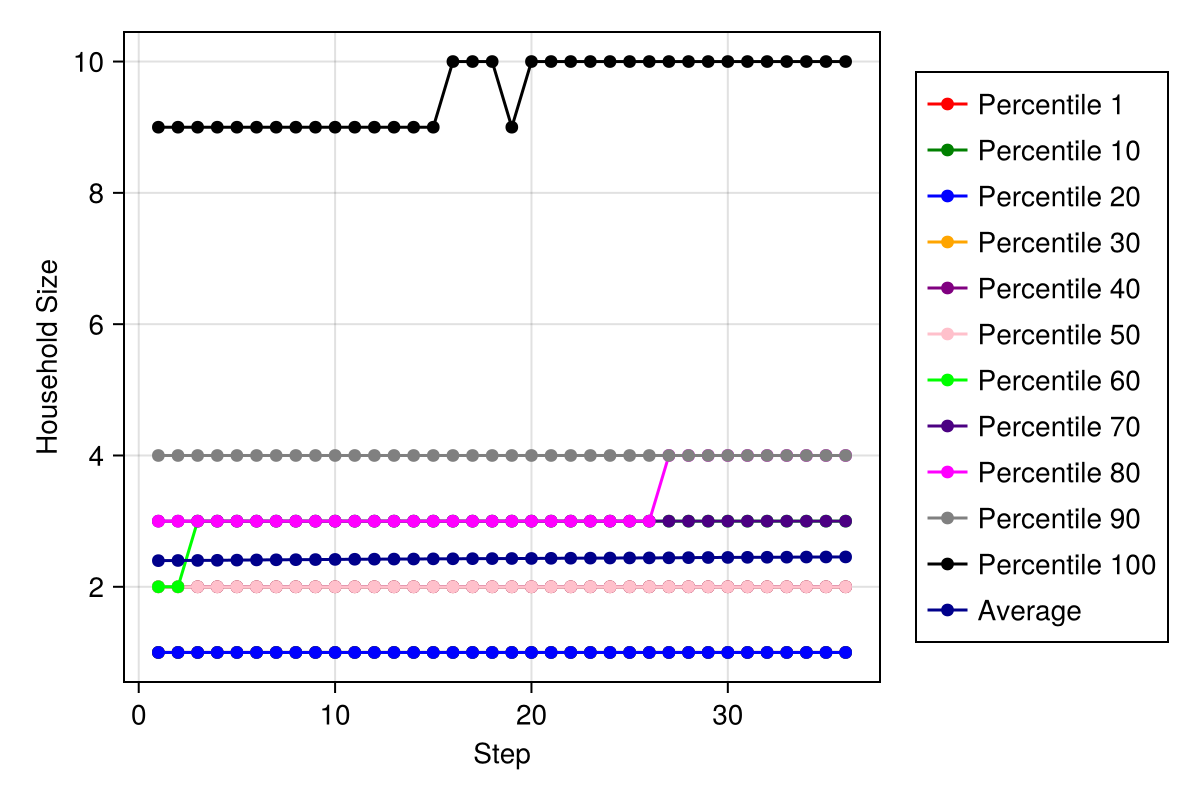 10
8
6
4
2
Household Size
0
10
20
30
Step
Percentile 1
Percentile 10
Percentile 20
Percentile 30
Percentile 40
Percentile 50
Percentile 60
Percentile 70
Percentile 80
Percentile 90
Percentile 100
Average